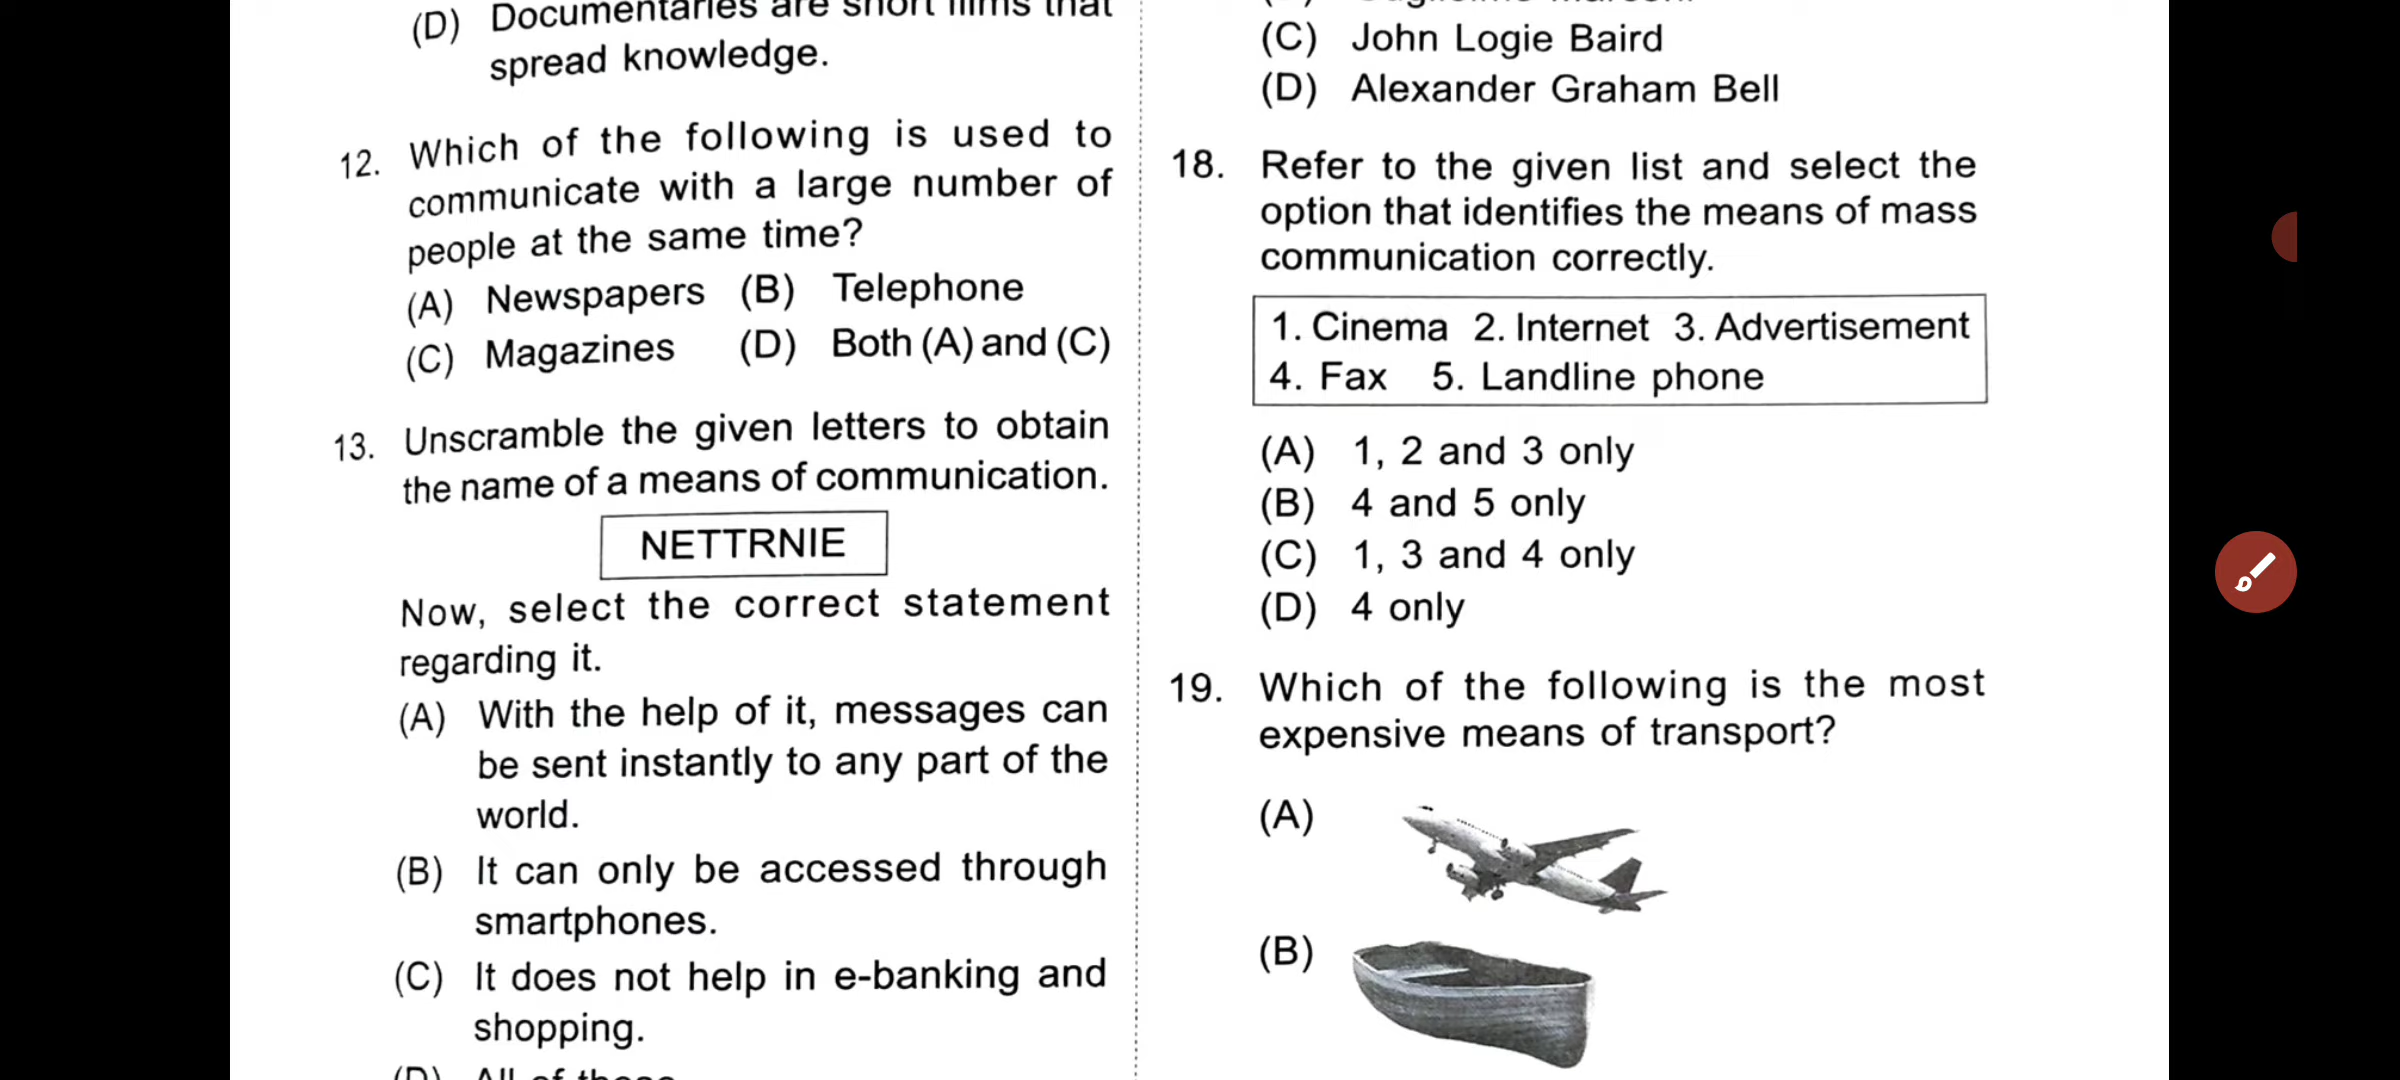 (D) Documentaries are short films that
spread knowledge.
12. Which of the following is used to
communicate with a large number of
people at the same time?
(A) Newspapers (B) Telephone
(C) Magazines (D) Both (A) and (C)
13. Unscramble the given letters to obtain
the name of a means of communication.
NETTRNIE
Now, select the correct statement
regarding it.
(A) With the help of it, messages can
be sent instantly to any part of the
world.
(B) It can only be accessed through
smartphones.
(C) It does not help in e-banking and
shopping.
(D) All of these
(C) John Logie Baird
(D) Alexander Graham Bell
18. Refer to the given list and select the
option that identifies the means of mass
communication correctly.
1. Cinema 2. Internet 3. Advertisement
4. Fax 5. Landline phone
(A) 1, 2 and 3 only
(B) 4 and 5 only
(C) 1, 3 and 4 only
(D) 4 only
19. Which of the following is the most
expensive means of transport?
(A)
(B)